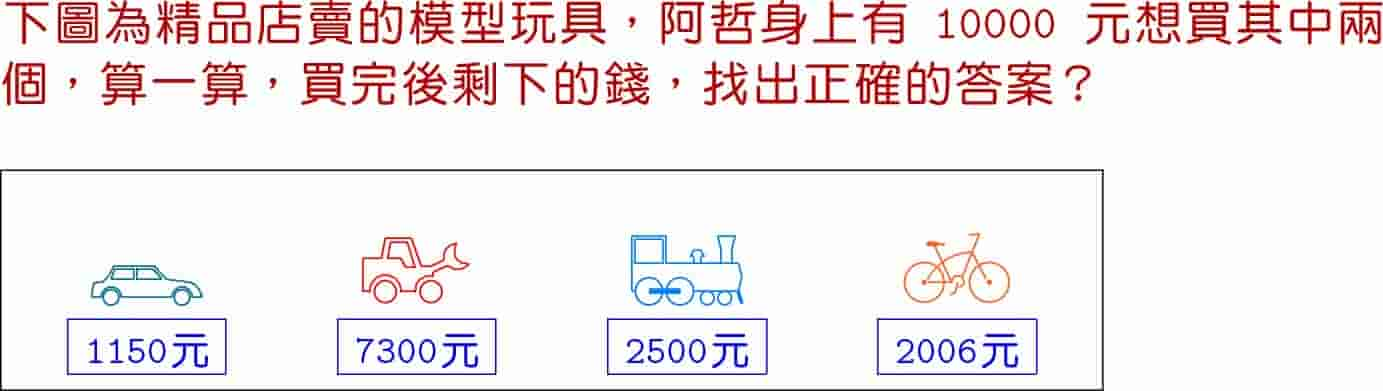 下圖為精品店賣的模型玩具，阿哲身上有 10000 元想買其中兩
個，算一算，買完後剩下的錢，找出正確的答案？
1150元 7300元 2500元 2006元